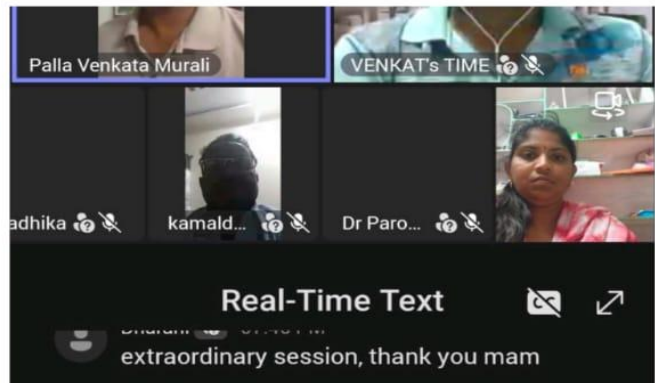 Palla Venkata Murali
VENKAT's TIME
adhika
kamald...
Dr Paro...
Real-Time Text
extraordinary session, thank you mam